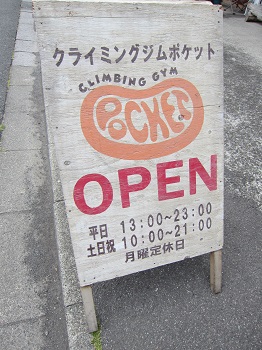 クライミングジムポケット
CLIMBING GYM
POCKET
OPEN
平日 13:00~23:00
土日祝 10:00~21:00
月曜定休日